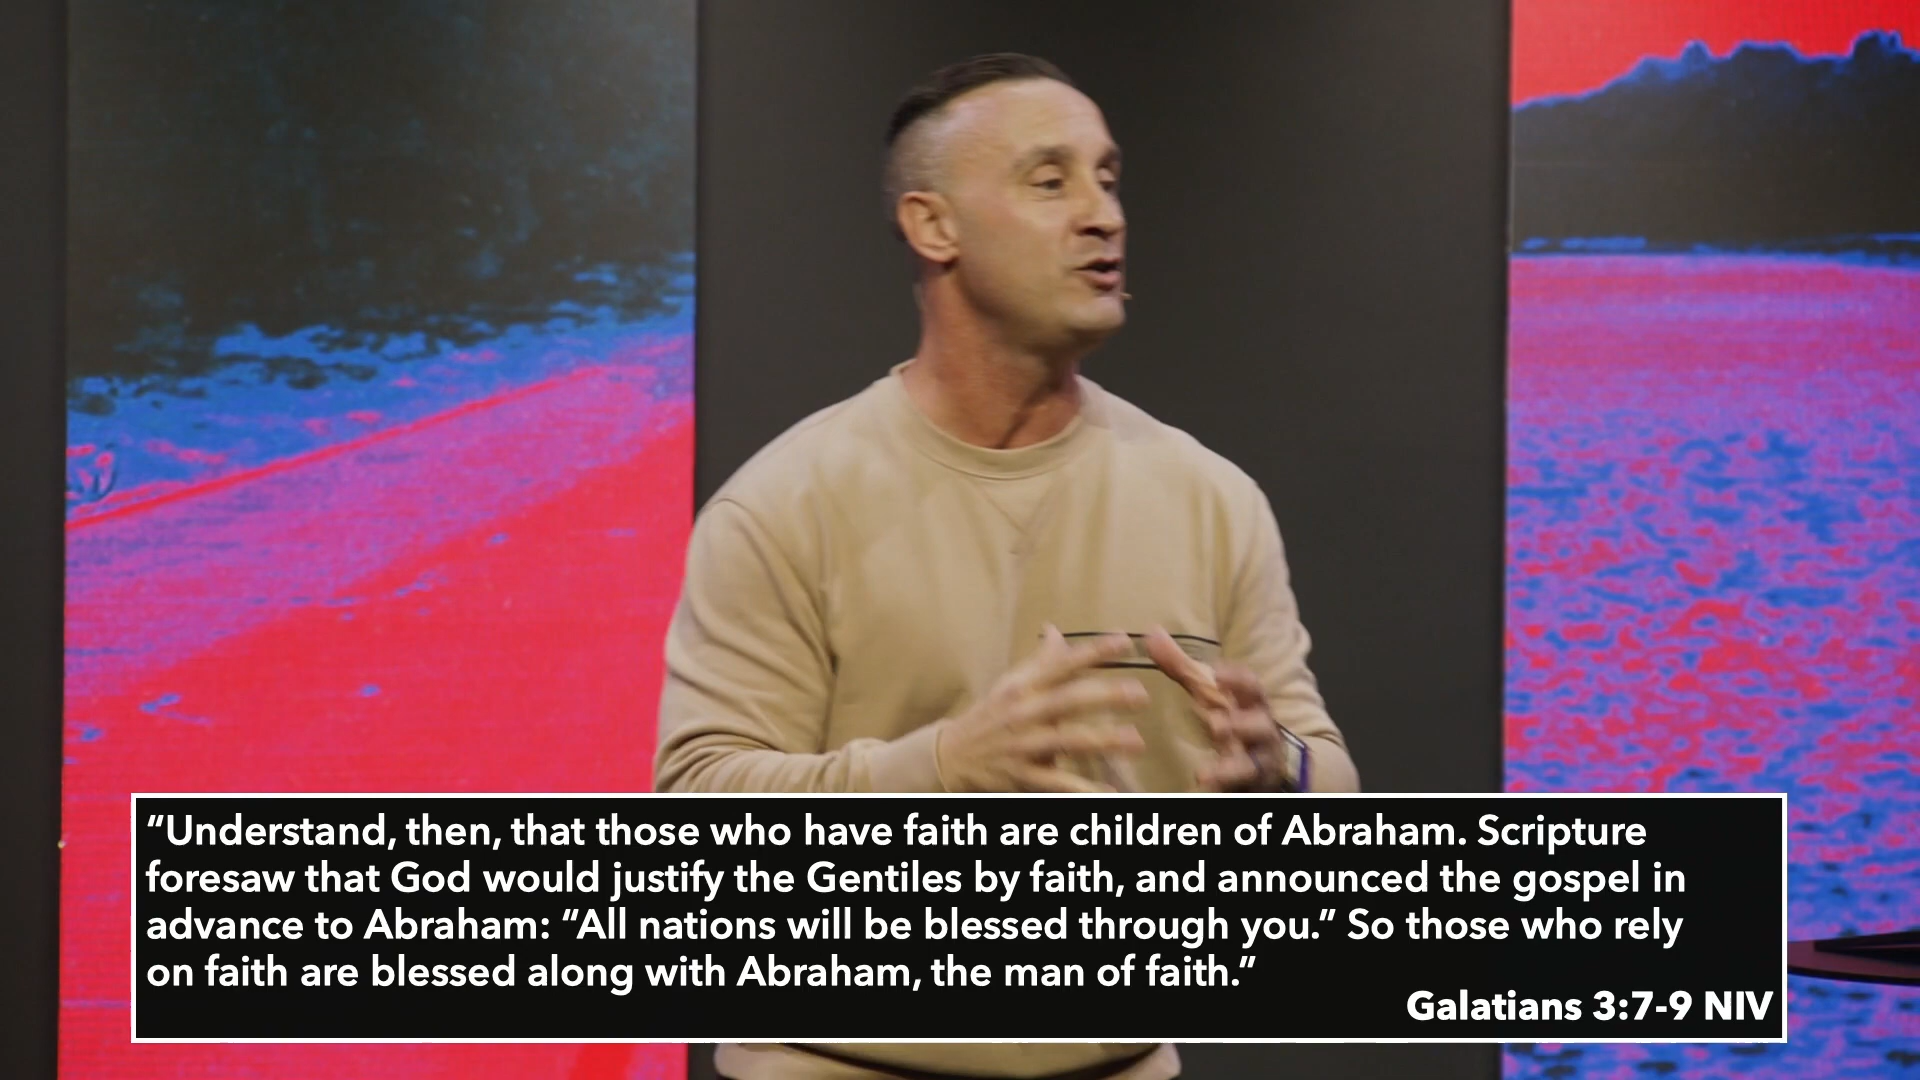 “Understand, then, that those who have faith are children of Abraham. Scripture
foresaw that God would justify the Gentiles by faith, and announced the gospel in
advance to Abraham: “All nations will be blessed through you.” So those who rely
on faith are blessed along with Abraham, the man of faith.”
Galatians 3:7-9 NIV